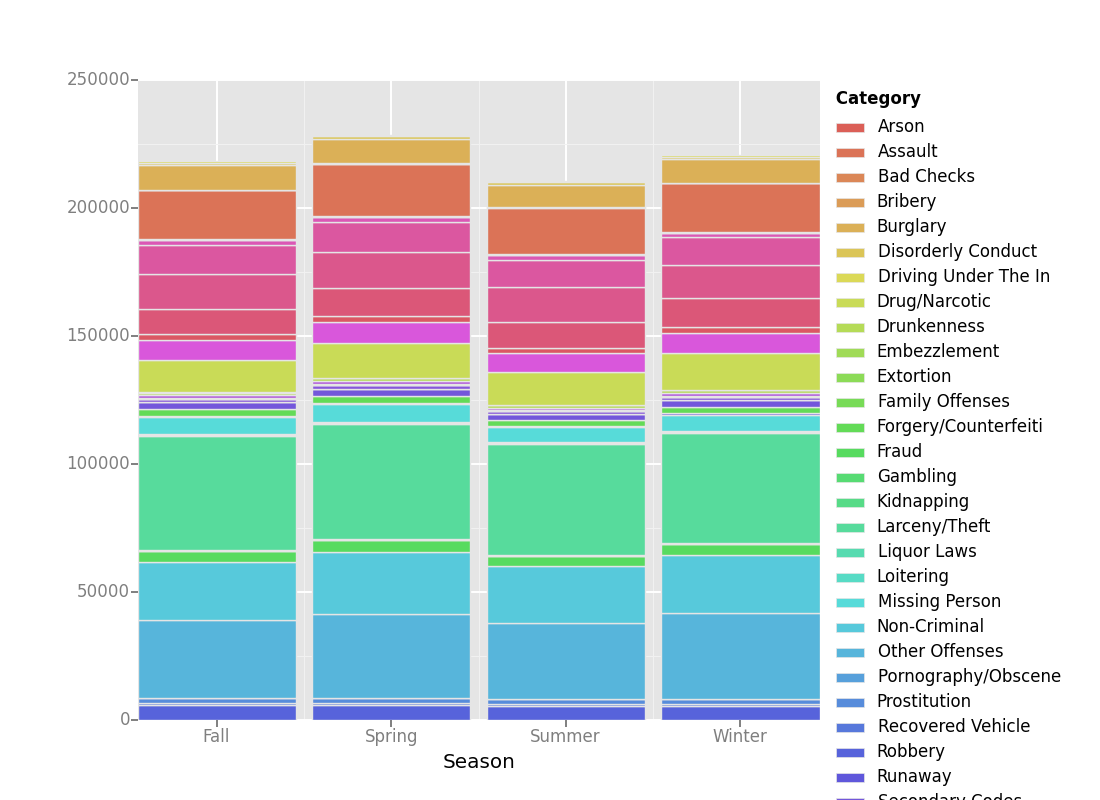 250000
200000
150000
100000
50000
0
Fall
Spring
Summer
Winter
Season
Category
Arson
Assault
Bad Checks
Bribery
Burglary
Disorderly Conduct
Driving Under The In
Drug/Narcotic
Drunkenness
Embezzlement
Extortion
Family Offenses
Forgery/Counterfeiti
Fraud
Gambling
Kidnapping
Larceny/Theft
Liquor Laws
Loitering
Missing Person
Non-Criminal
Other Offenses
Pornography/Obscene
Prostitution
Recovered Vehicle
Robbery
Runaway
Secondary Codes